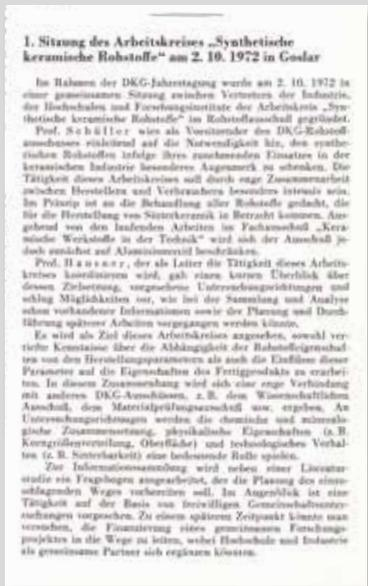 1. Sitzung des Arbeitskreises „Synthetische
keramische Rohstoffe“ am 2. 10. 1972 in Goslar
Im Rahmen der DKG-Jahrestagung wurde am 2. 10. 1972 in
einer gemeinsamen Sitzung zwischen Vertretern der Industrie,
der Hochschulen und Forschungsinstitute der Arbeitskreis „Syn-
thetische keramische Rohstoffe“ im Rohstoffausschuß gegründet.
Prof. Schüller wies als Vorsitzender des DKG-Rohstoff-
ausschusses einleitend auf die Notwendigkeit hin, den synthe-
tischen Rohstoffen infolge ihres zunehmenden Einsatzes in der
keramischen Industrie besonderes Augenmerk zu schenken. Die
Tätigkeit dieses Arbeitskreises soll durch enge Zusammenarbeit
zwischen Herstellern und Verbrauchern besonders intensiv sein.
Im Prinzip ist an die Behandlung aller Rohstoffe gedacht, die
für die Herstellung von Sinterkeramik in Betracht kommen. Aus-
gehend von den laufenden Arbeiten im Fachausschuß „Kera-
mische Werkstoffe in der Technik“ wird sich der Ausschuß je-
doch zunächst auf Aluminiumoxid beschränken.
Prof. Hausner, der als Leiter die Tätigkeit dieses Arbeits-
kreises koordinieren wird, gab einen kurzen Überblick über
dessen Zielsetzung, vorgesehene Untersuchungsrichtungen und
schlug Möglichkeiten vor, wie bei der Sammlung und Analyse
schon vorhandener Informationen sowie der Planung und Durch-
führung späterer Arbeiten vorgegangen werden könnte.
Es wird als Ziel dieses Arbeitskreises angesehen, sowohl ver-
tiefte Kenntnisse über die Abhängigkeit der Rohstoffeigenschaf-
ten von den Herstellungsparametern als auch die Einflüsse dieser
Parameter auf die Eigenschaften des Fertigproduktes zu erarbei-
ten. In diesem Zusammenhang wird sich eine enge Verbindung
mit anderen DKG-Ausschüssen, z. B. dem Wissenschaftlichen
Ausschuß, dem Materialprüfungsausschuß usw. ergeben. An
Untersuchungsrichtungen werden die chemische und mineralo-
gische Zusammensetzung, physikalische Eigenschaften (z. B.
Korngrößenverteilung, Oberfläche) und technologisches Verhal-
ten (z. B. Sinterbarkeit) eine bedeutende Rolle spielen.
Zur Informationssammlung wird neben einer Literatur-
studie ein Fragebogen ausgearbeitet, der die Planung des einzu-
schlagenden Weges vorbereiten soll. Im Augenblick ist eine
Tätigkeit auf der Basis von freiwilligen Gemeinschaftsunter-
suchungen vorgesehen. Zu einem späteren Zeitpunkt könnte man
versuchen, die Finanzierung eines gemeinsamen Forschungs-
projektes in die Wege zu leiten, wobei Hochschule und Industrie
als gemeinsame Partner sich ergänzen könnten.